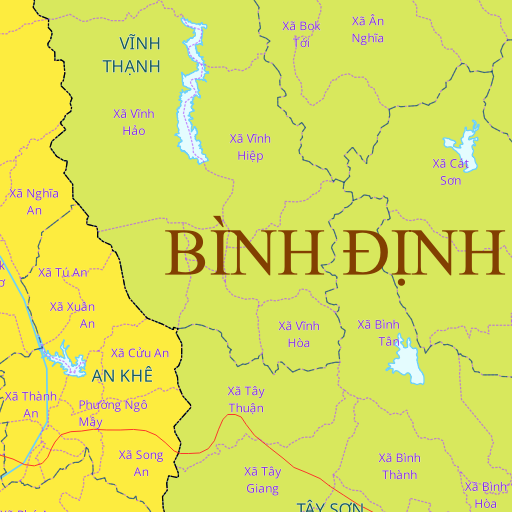 Xã Bok
Tới
Xã Ân
Nghĩa
VĨNH
THẠNH
Xã Vĩnh
Hảo
Xã Vĩnh
Hiệp
Xã Cát
Sơn
Xã Nghĩa
An
BÌNH ĐỊNH
Xã Tú An
Xã Xuân
An
Xã Vĩnh
Hòa
Xã Bình
Tân
Xã Cửu An
AN KHÊ
Xã Thành
An
Phường Ngô
Mây
Xã Tây
Thuận
Xã Song
An
Xã Tây
Giang
Xã Bình
Thành
Xã Bình
Hòa
TÂY SƠN